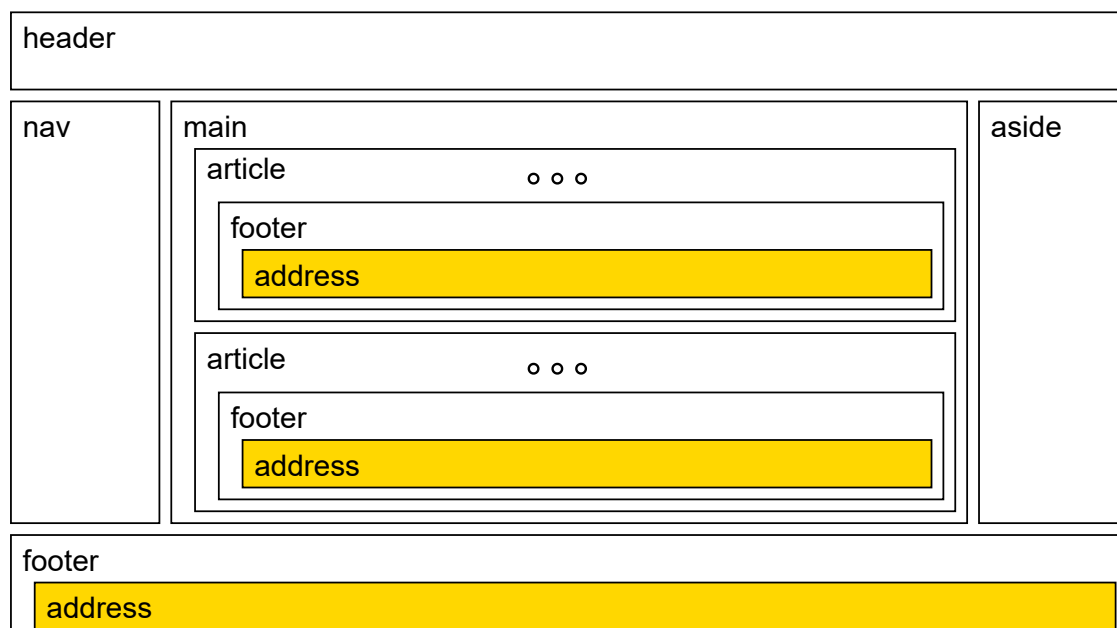 header
nav
main
aside
article
footer
address
article
footer
address
footer
address